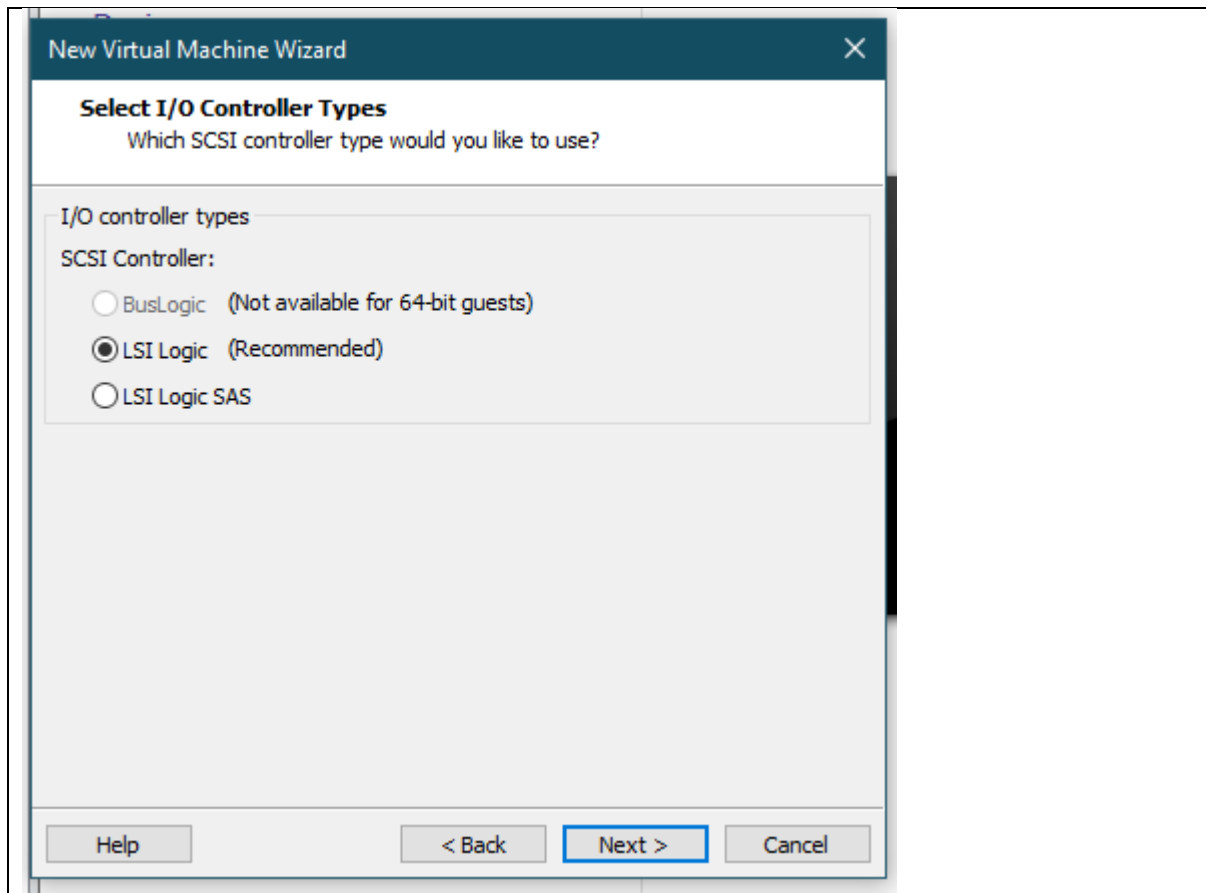 New Virtual Machine Wizard
Select I/O Controller Types
Which SCSI controller type would you like to use?
I/O controller types
SCSI Controller:
BusLogic (Not available for 64-bit guests)
LSI Logic (Recommended)
LSI Logic SAS
Help < Back Next > Cancel